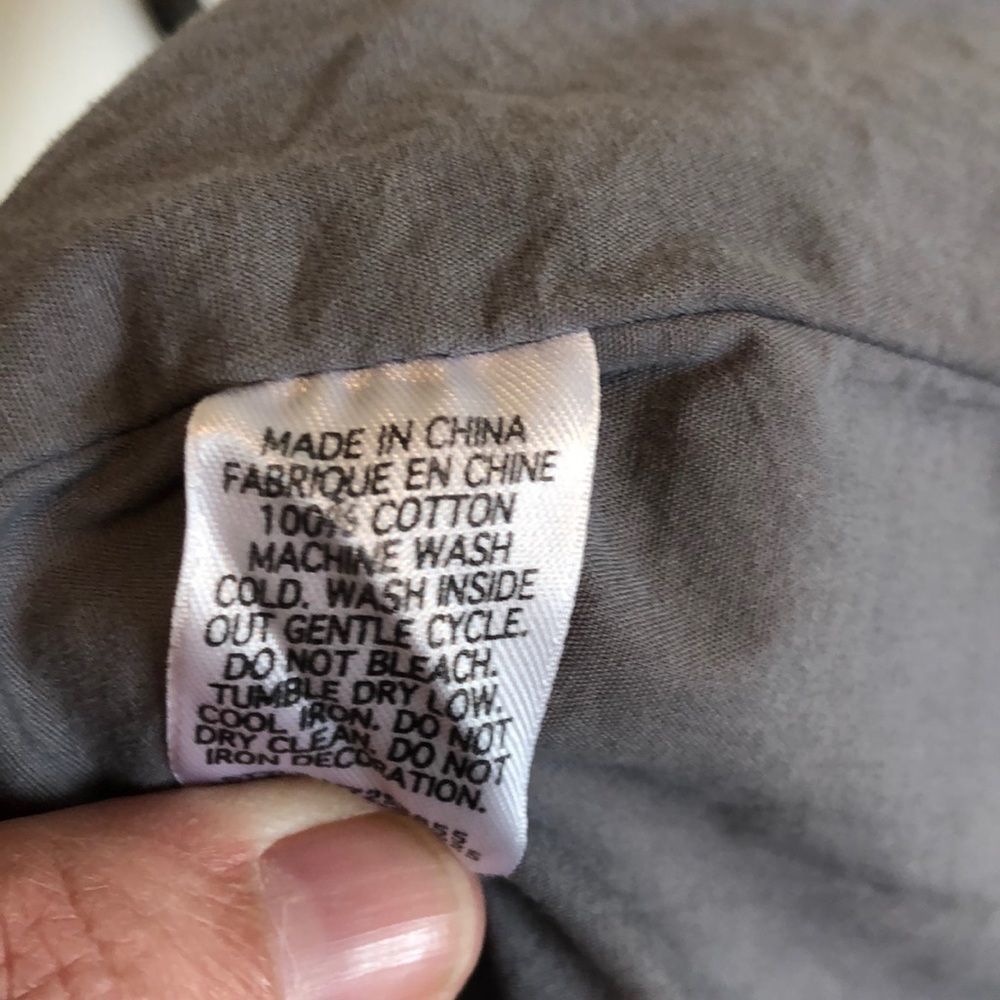 MADE IN CHINA
FABRIQUE EN CHINE
100% COTTON
MACHINE WASH
COLD. WASH INSIDE
OUT GENTLE CYCLE.
DO NOT BLEACH.
TUMBLE DRY LOW.
COOL IRON. DO NOT
DRY CLEAN. DO NOT
IRON DECORATION.